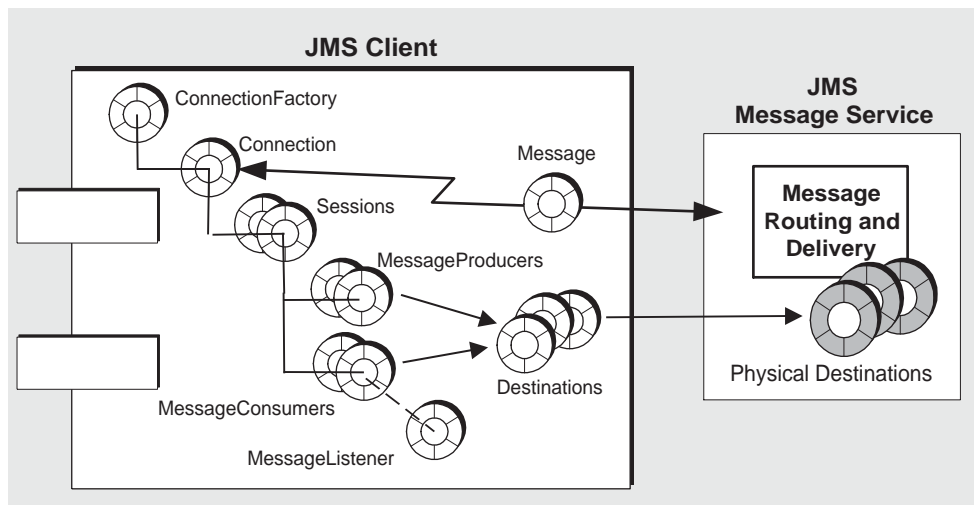 JMS Client
ConnectionFactory
Connection
Message
Sessions
MessageProducers
Destinations
MessageConsumers
MessageListener
JMS
Message Service
Message
Routing and
Delivery
Physical Destinations